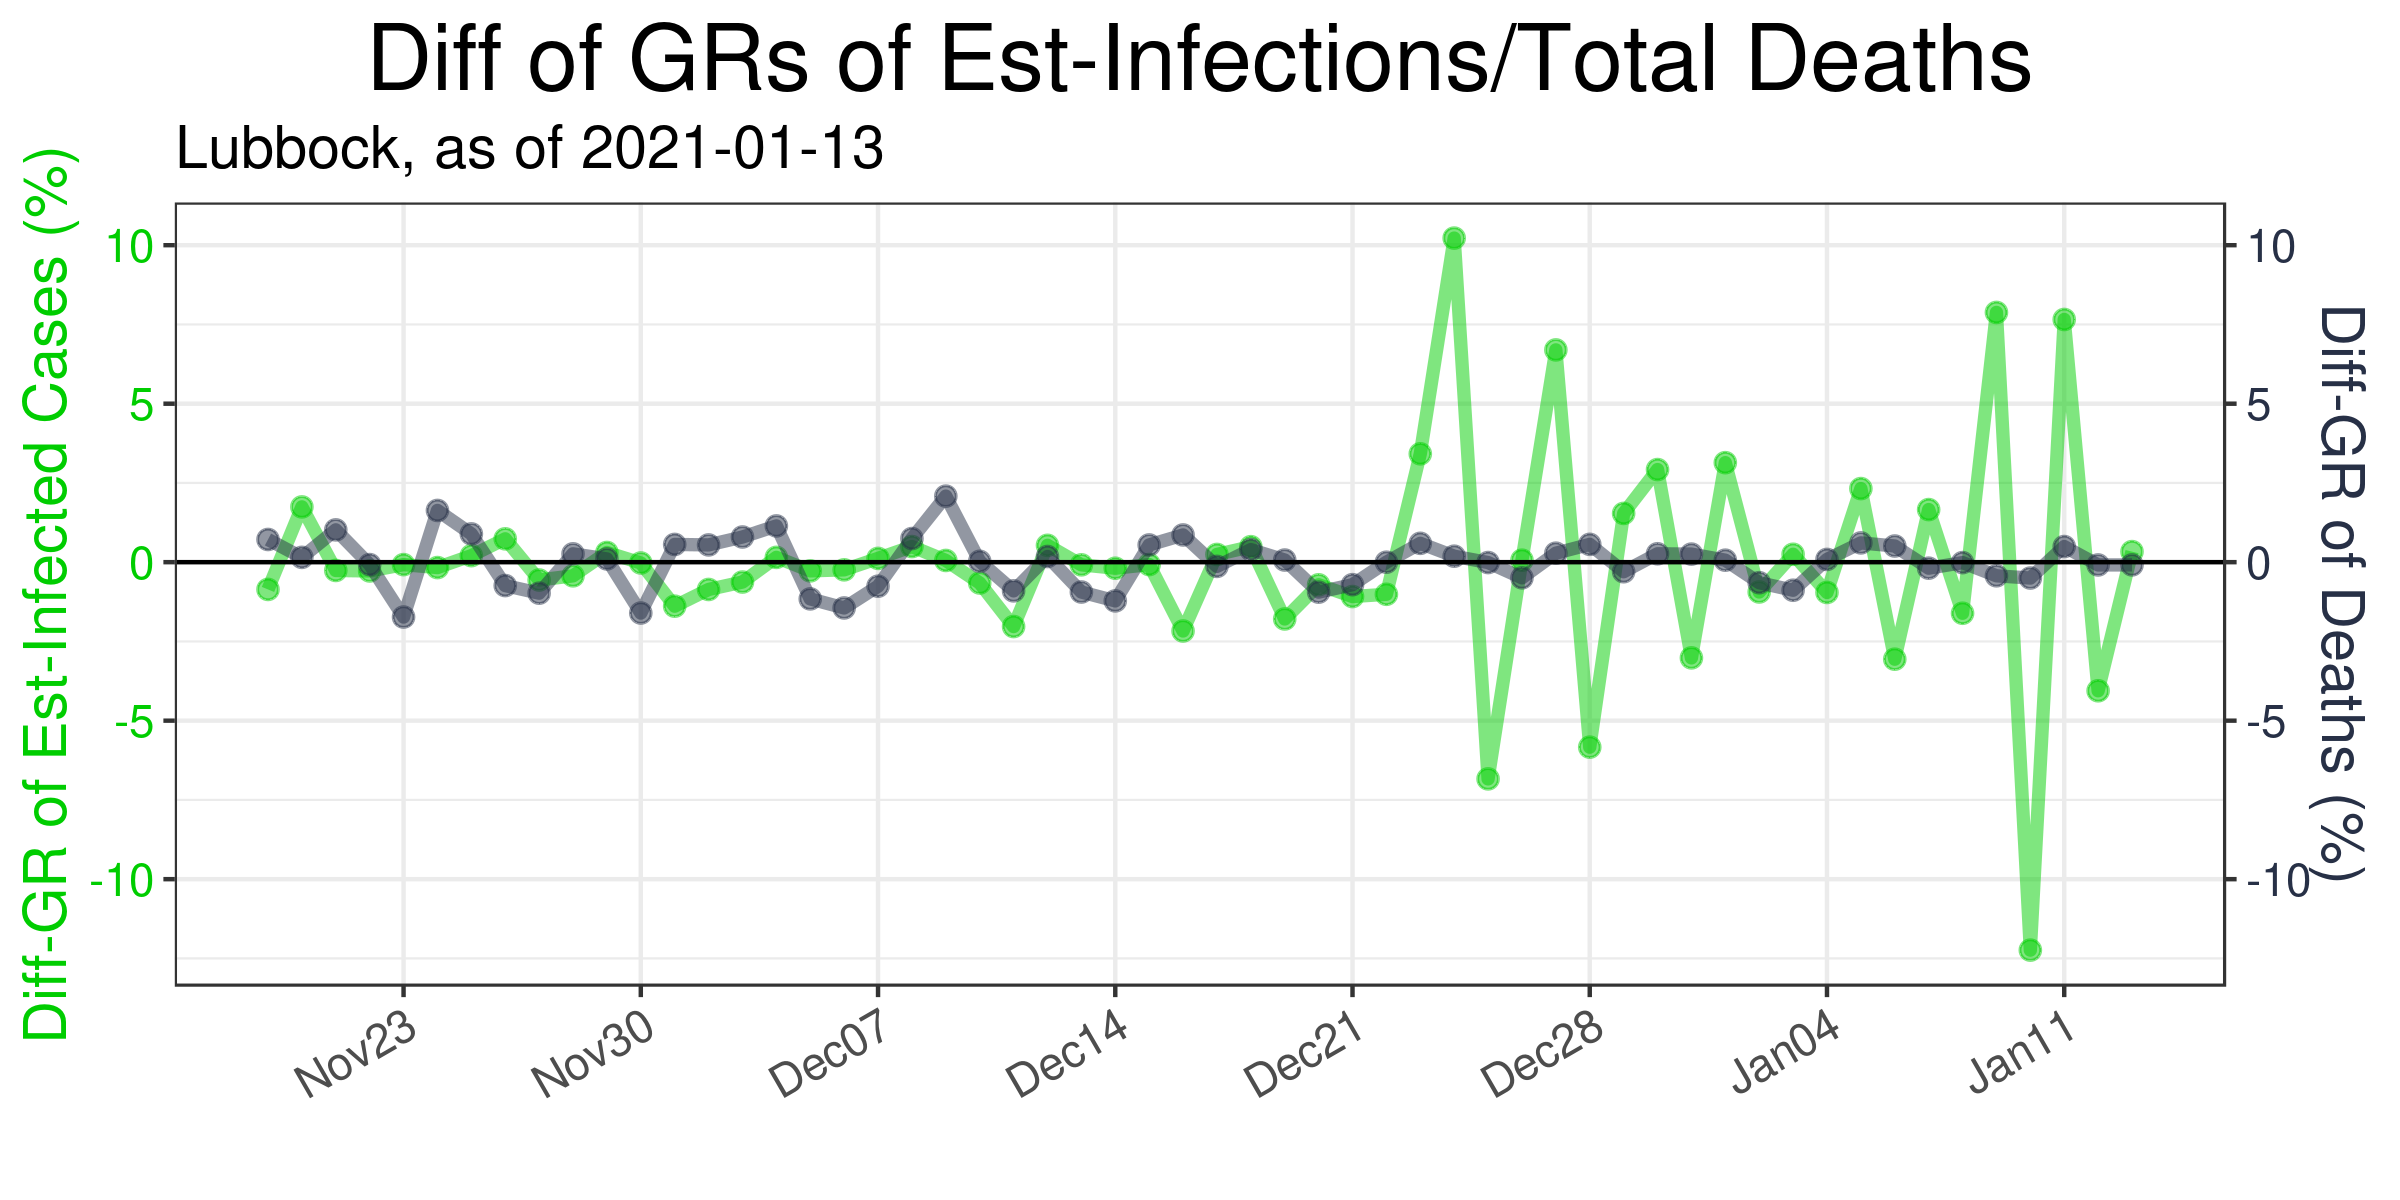 Diff of GRs of Est-Infections/Total Deaths
Lubbock, as of 2021-01-13
Diff-GR of Est-Infected Cases (%)
10
5
0
-5
-10
10
5
0
-5
-10
Diff-GR of Deaths (%)
Nov23
Nov30
Dec07
Dec14
Dec21
Dec28
Jan04
Jan11